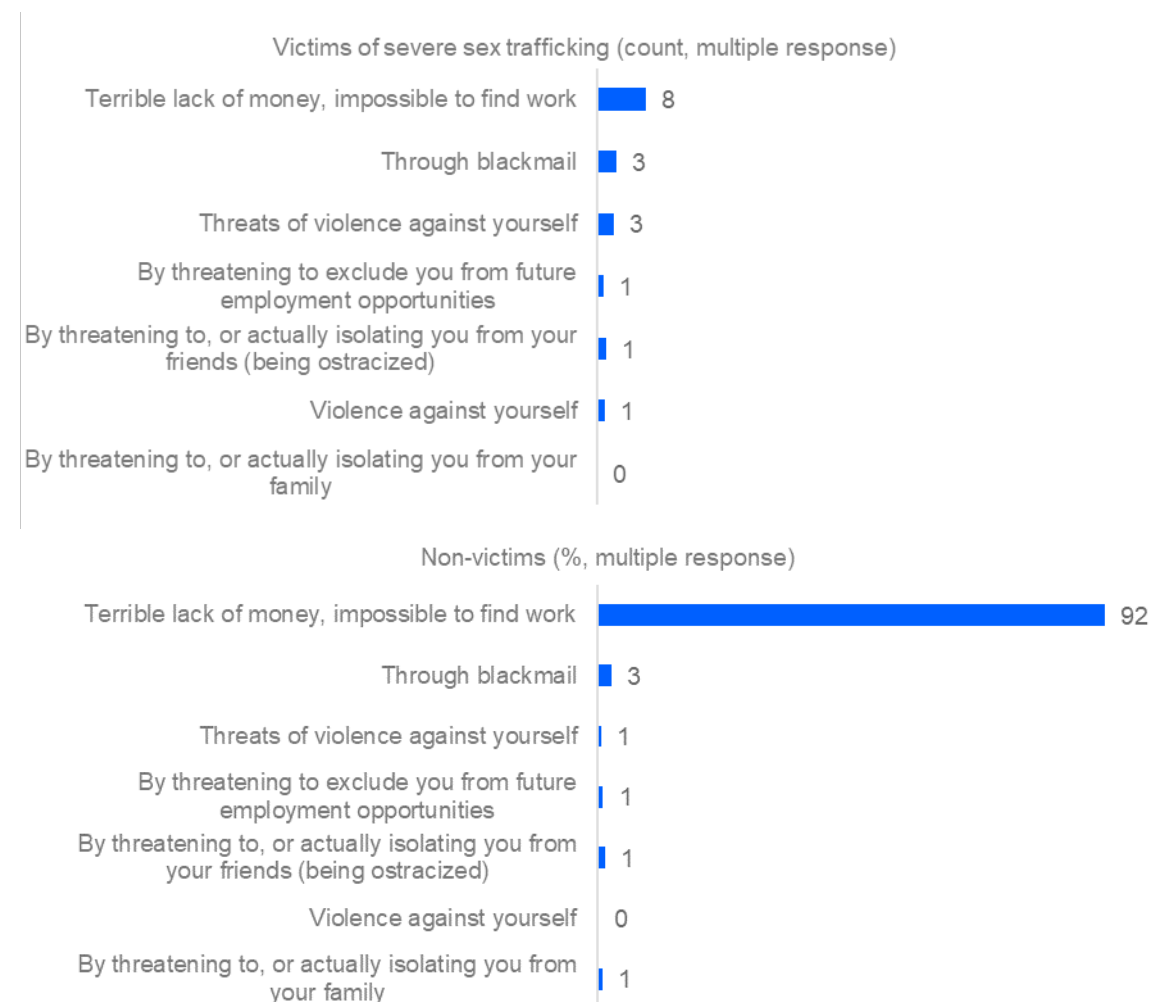 Victims of severe sex trafficking (count, multiple response)
Terrible lack of money, impossible to find work 8
Through blackmail 3
Threats of violence against yourself 3
By threatening to exclude you from future
employment opportunities 1
By threatening to, or actually isolating you from your
friends (being ostracized) 1
Violence against yourself 1
By threatening to, or actually isolating you from your
family 0
Non-victims (%, multiple response)
Terrible lack of money, impossible to find work 92
Through blackmail 3
Threats of violence against yourself 1
By threatening to exclude you from future
employment opportunities 1
By threatening to, or actually isolating you from
your friends (being ostracized) 1
Violence against yourself 0
By threatening to, or actually isolating you from
your family 1